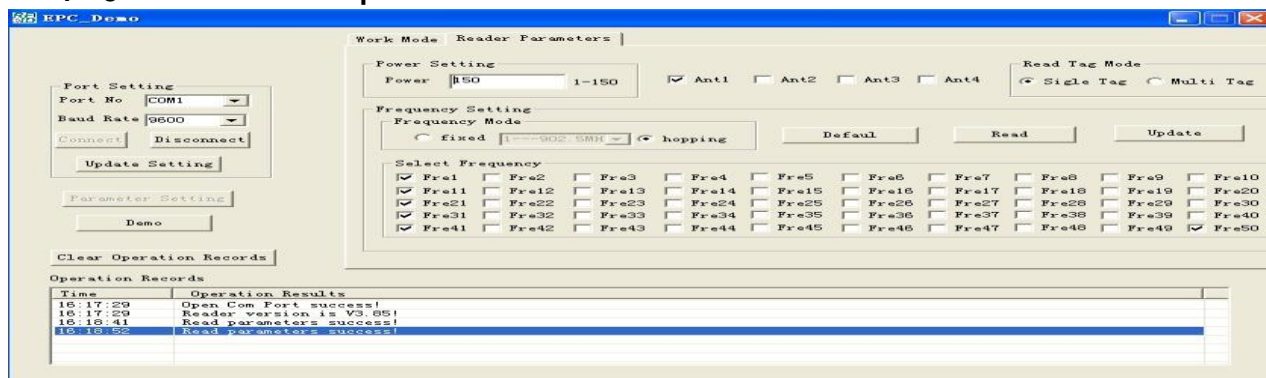 EPC_Demo
Work Mode Reader Parameters
Power Setting
Power 150 1-150
Ant1 Ant2 Ant3 Ant4
Read Tag Mode
Sigle Tag Multi Tag
Port Setting
Port No COM1
Baud Rate 9600
Connect Disconnect
Update Setting
Parameter Setting
Demo
Clear Operation Records
Frequency Setting
Frequency Mode
fixed 1---902.5MH hopping
Defaul Read Update
Select Frequency
Fre1 Fre2 Fre3 Fre4 Fre5 Fre6 Fre7 Fre8 Fre9 Fre10
Fre11 Fre12 Fre13 Fre14 Fre15 Fre16 Fre17 Fre18 Fre19 Fre20
Fre21 Fre22 Fre23 Fre24 Fre25 Fre26 Fre27 Fre28 Fre29 Fre30
Fre31 Fre32 Fre33 Fre34 Fre35 Fre36 Fre37 Fre38 Fre39 Fre40
Fre41 Fre42 Fre43 Fre44 Fre45 Fre46 Fre47 Fre48 Fre49 Fre50
Operation Records
Time Operation Results
16:17:29 Open Com Port success!
16:17:29 Reader version is V3.85!
16:18:41 Read parameters success!
16:18:52 Read parameters success!